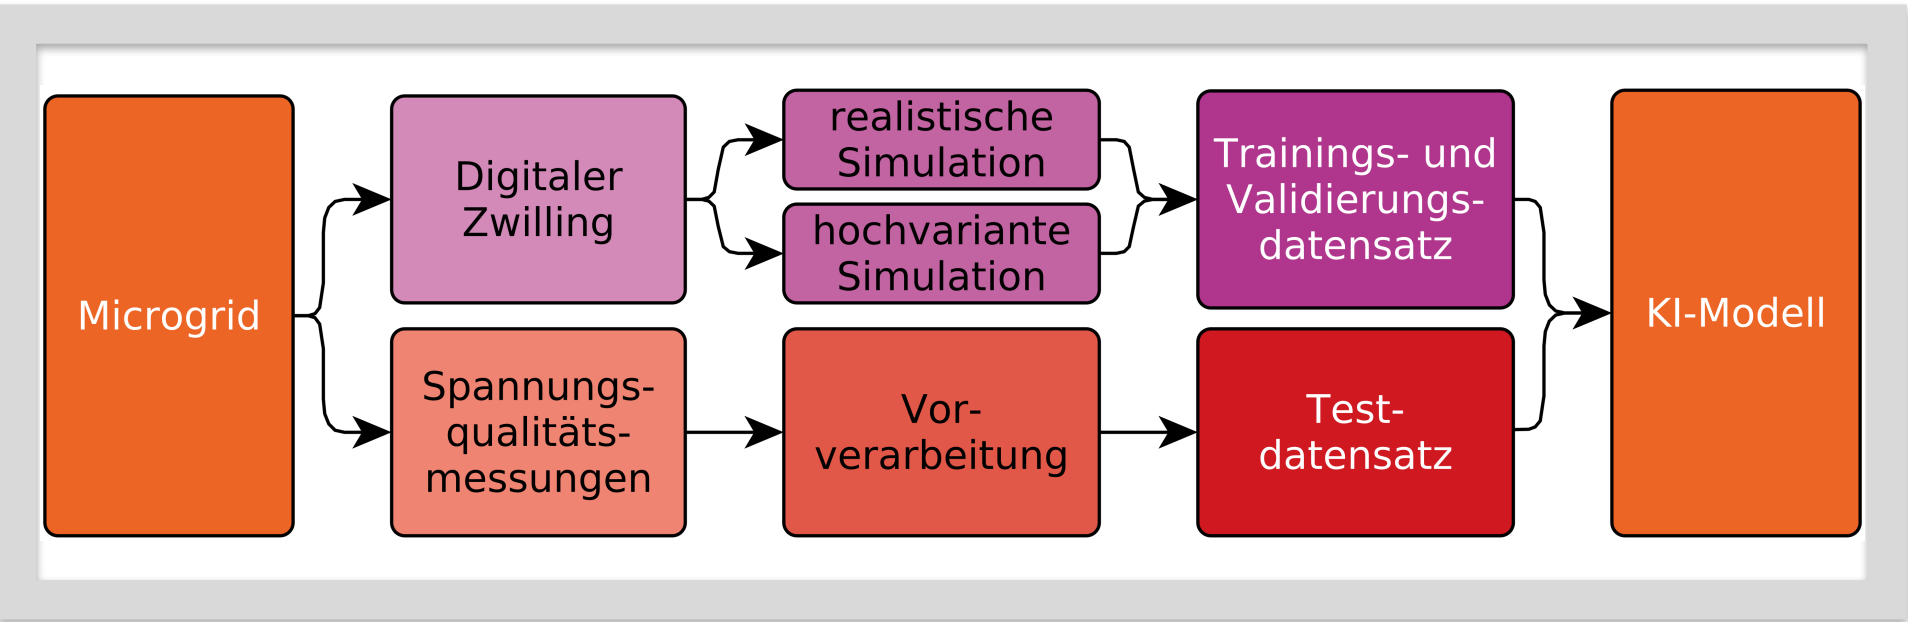 Microgrid
Digitaler
Zwilling
realistische
Simulation
hochvariante
Simulation
Trainings- und
Validierungs-
datensatz
Spannungs-
qualitäts-
messungen
Vor-
verarbeitung
Test-
datensatz
KI-Modell